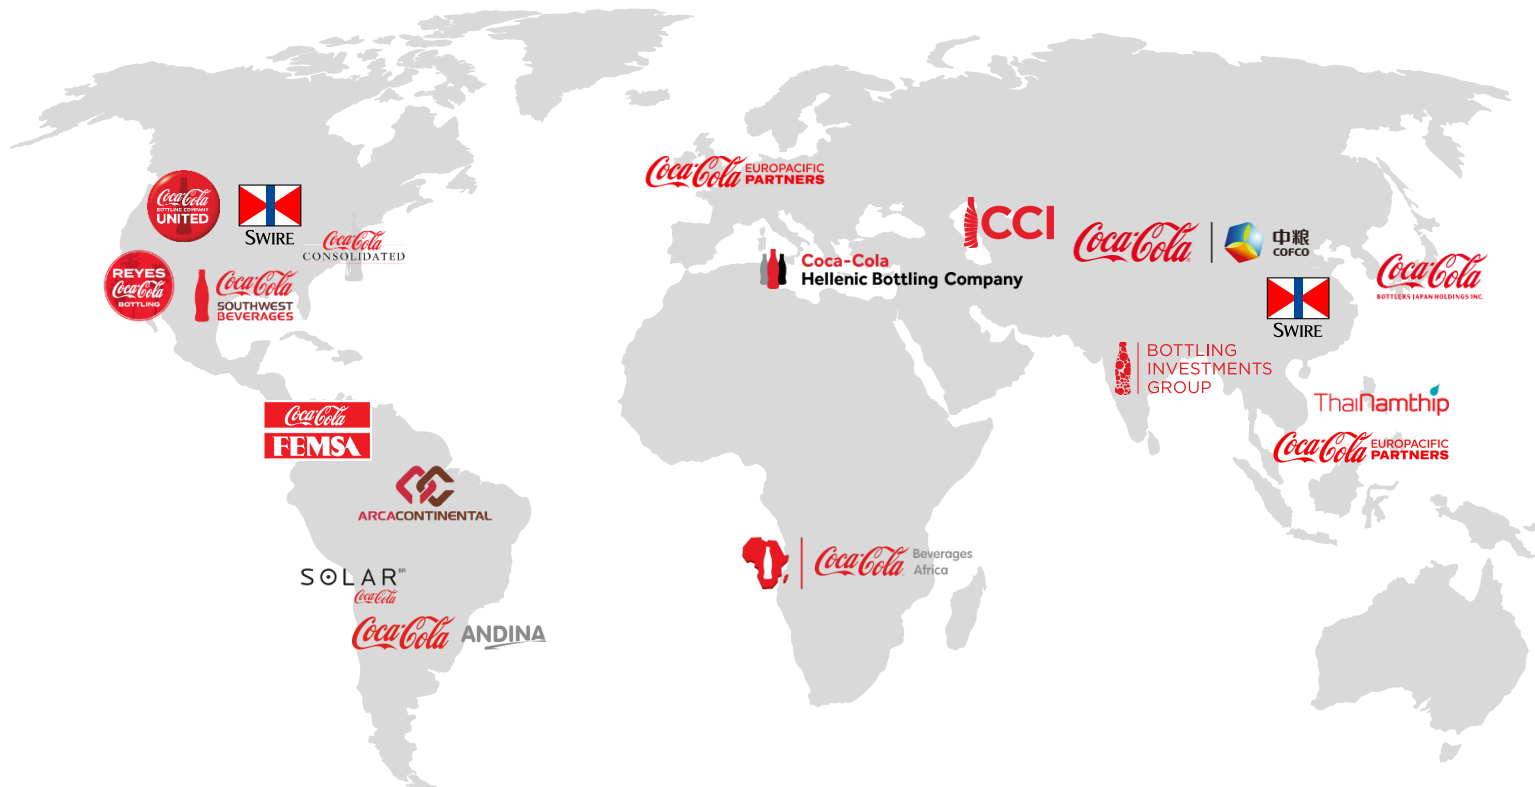 Coca-Cola
BOTTLING COMPANY
UNITED
SWIRE
Coca-Cola
CONSOLIDATED
REYES
Coca-Cola
BOTTLING
Coca-Cola
SOUTHWEST
BEVERAGES
Coca-Cola
FEMSA
ARCACONTINENTAL
SOLAR BR
Coca-Cola
Coca-Cola ANDINA
Coca-Cola EUROPACIFIC
PARTNERS
Coca-Cola
Hellenic Bottling Company
CCI
Coca-Cola 中粮
COFCO
SWIRE
Coca-Cola
BOTTLERS JAPAN HOLDINGS INC.
BOTTLING
INVESTMENTS
GROUP
ThaiNamthip
Coca-Cola EUROPACIFIC
PARTNERS
Coca-Cola Beverages
Africa